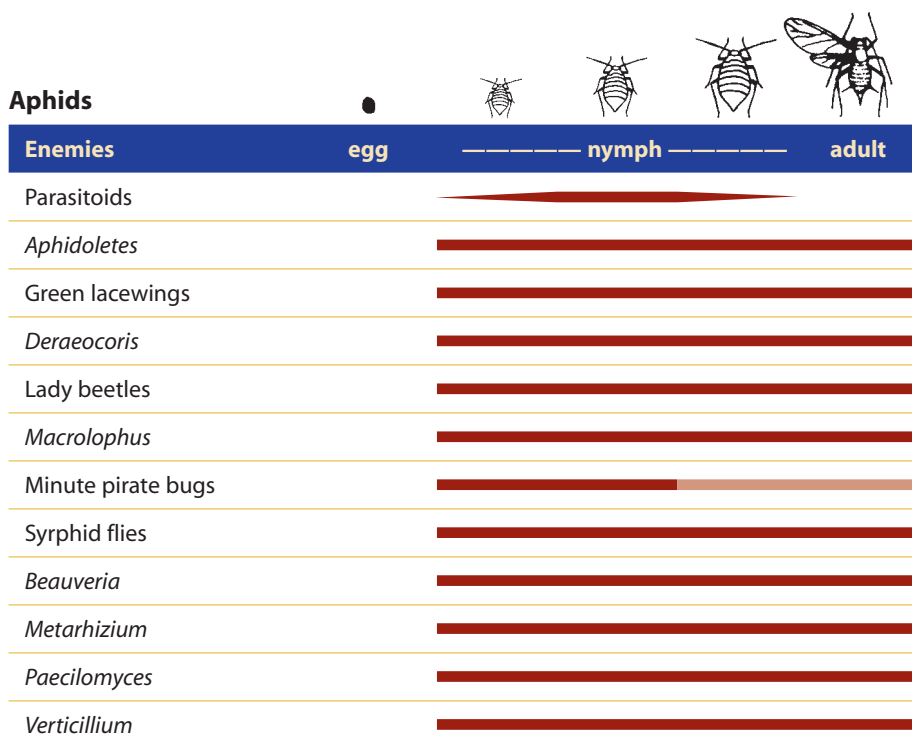 Aphids
Enemies egg —————— nymph —————— adult
Parasitoids
Aphidoletes
Green lacewings
Deraeocoris
Lady beetles
Macrolophus
Minute pirate bugs
Syrphid flies
Beauveria
Metarhizium
Paecilomyces
Verticillium